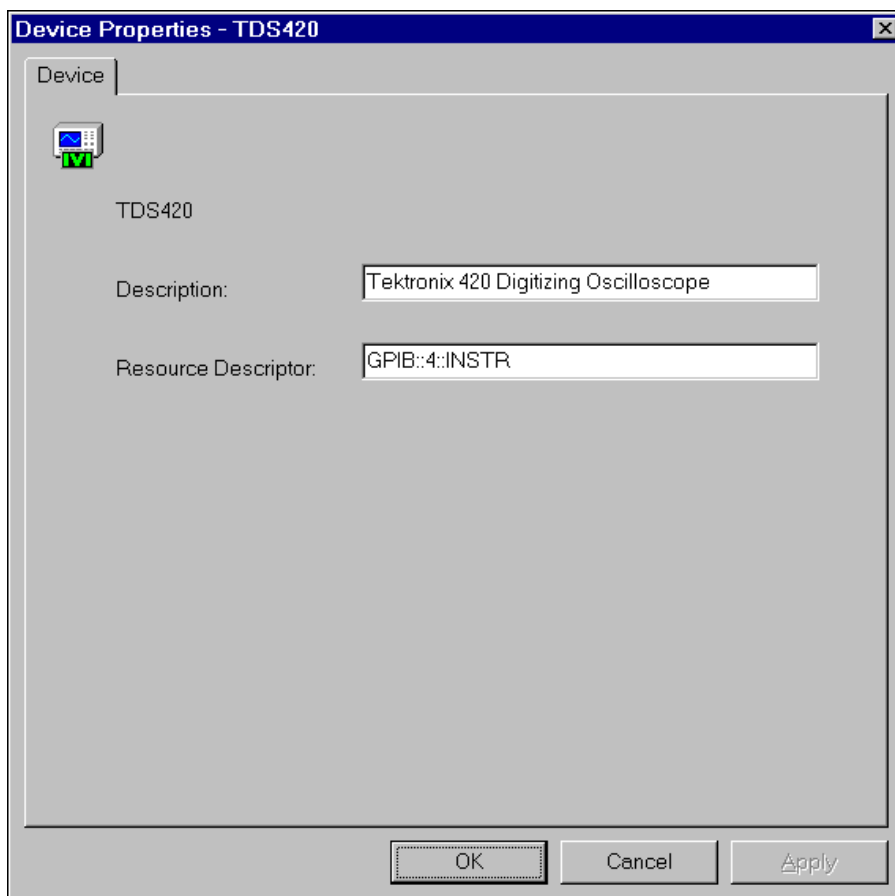 Device Properties - TDS420
Device
IVI
TDS420
Description: Tektronix 420 Digitizing Oscilloscope
Resource Descriptor: GPIB::4::INSTR
OK Cancel Apply